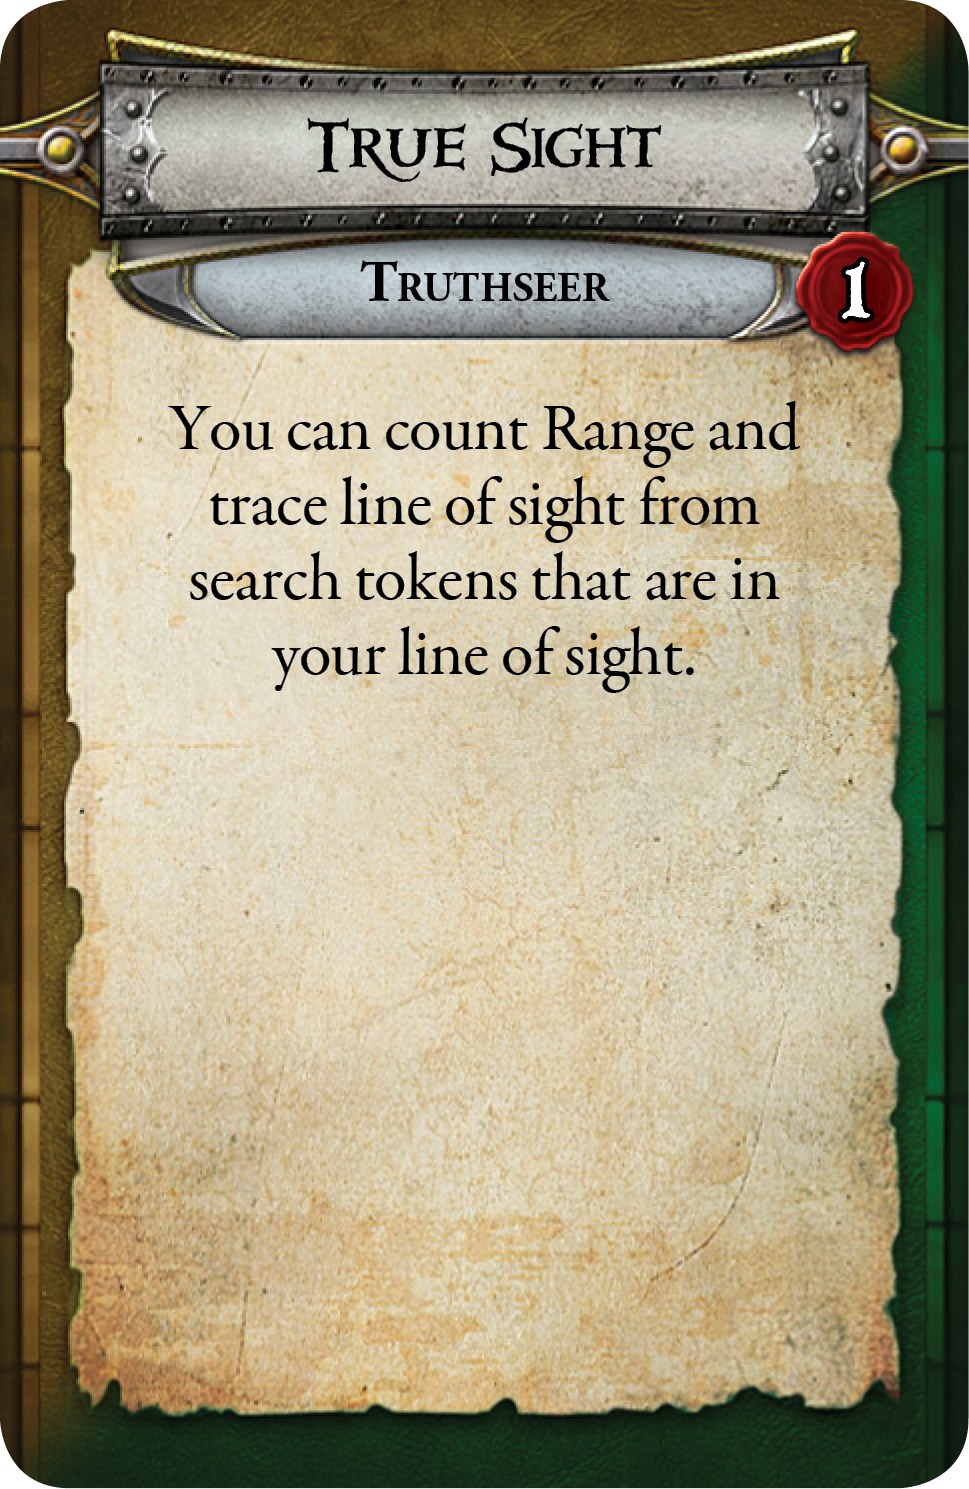 True Sight
Truthseer
1
You can count Range and
trace line of sight from
search tokens that are in
your line of sight.